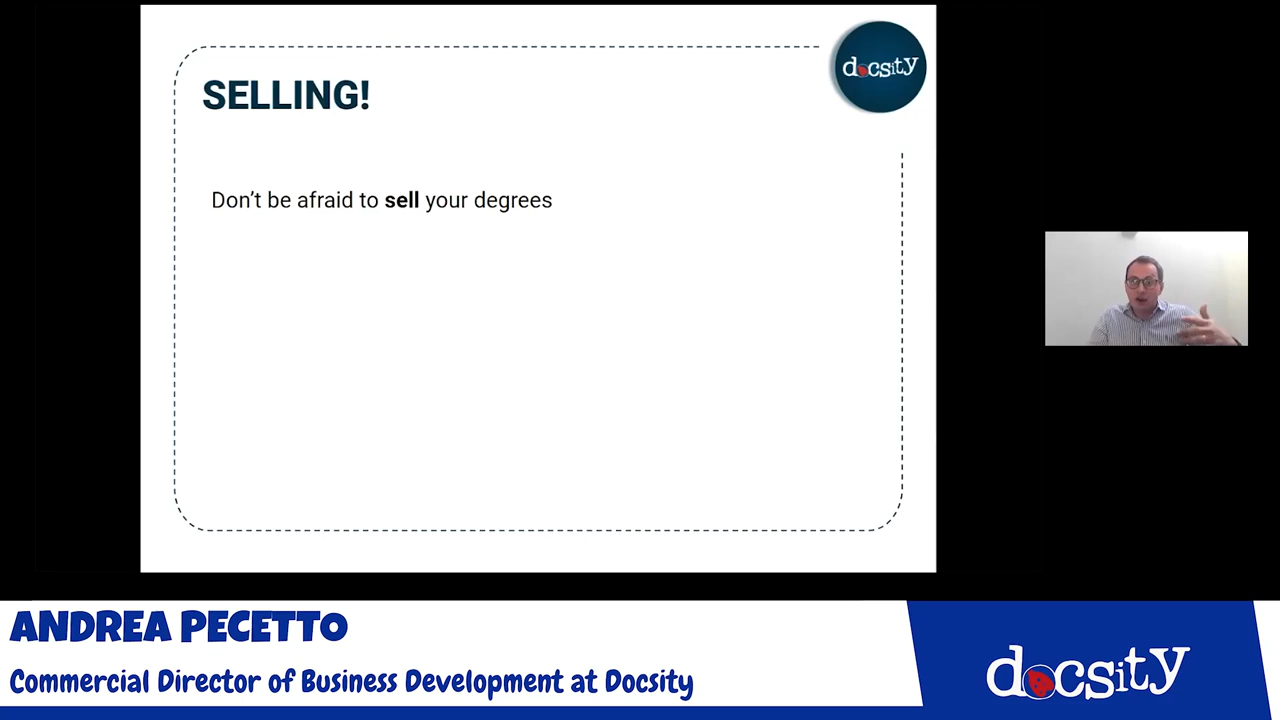 docsity
SELLING!
Don’t be afraid to sell your degrees
ANDREA PECETTO
Commercial Director of Business Development at Docsity
docsity